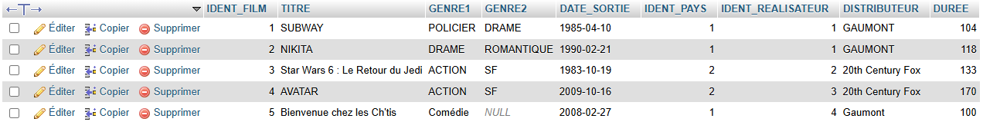 ←T→ IDENT_FILM TITRE GENRE1 GENRE2 DATE_SORTIE IDENT_PAYS IDENT_REALISATEUR DISTRIBUTEUR DUREE
Éditer Copier Supprimer 1 SUBWAY POLICIER DRAME 1985-04-10 1 1 GAUMONT 104
Éditer Copier Supprimer 2 NIKITA DRAME ROMANTIQUE 1990-02-21 1 1 GAUMONT 118
Éditer Copier Supprimer 3 Star Wars 6 : Le Retour du Jedi ACTION SF 1983-10-19 2 2 20th Century Fox 133
Éditer Copier Supprimer 4 AVATAR ACTION SF 2009-10-16 2 3 20th Century Fox 170
Éditer Copier Supprimer 5 Bienvenue chez les Ch'tis Comédie NULL 2008-02-27 1 4 Gaumont 100